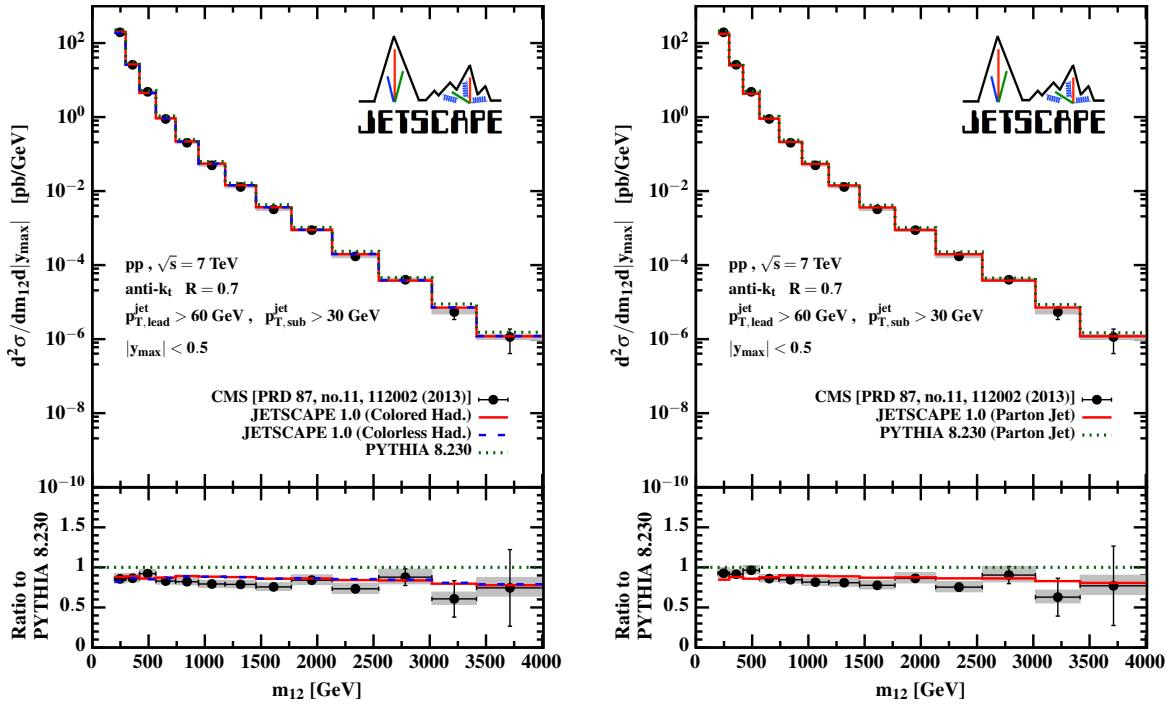 10²
10⁰
10⁻²
10⁻⁴
10⁻⁶
10⁻⁸
10⁻¹⁰
d²σ/dm₁₂d|y_max| [pb/GeV]
JETSCAPE
pp , √s = 7 TeV
anti-k_t R = 0.7
p_T,lead^jet > 60 GeV , p_T,sub^jet > 30 GeV
|y_max| < 0.5
CMS [PRD 87, no.11, 112002 (2013)]
JETSCAPE 1.0 (Colored Had.)
JETSCAPE 1.0 (Colorless Had.)
PYTHIA 8.230
Ratio to
PYTHIA 8.230
1.5
1
0.5
0
0 500 1000 1500 2000 2500 3000 3500 4000
m₁₂ [GeV]
10²
10⁰
10⁻²
10⁻⁴
10⁻⁶
10⁻⁸
10⁻¹⁰
d²σ/dm₁₂d|y_max| [pb/GeV]
JETSCAPE
pp , √s = 7 TeV
anti-k_t R = 0.7
p_T,lead^jet > 60 GeV , p_T,sub^jet > 30 GeV
|y_max| < 0.5
CMS [PRD 87, no.11, 112002 (2013)]
JETSCAPE 1.0 (Parton Jet)
PYTHIA 8.230 (Parton Jet)
Ratio to
PYTHIA 8.230
1.5
1
0.5
0
0 500 1000 1500 2000 2500 3000 3500 4000
m₁₂ [GeV]